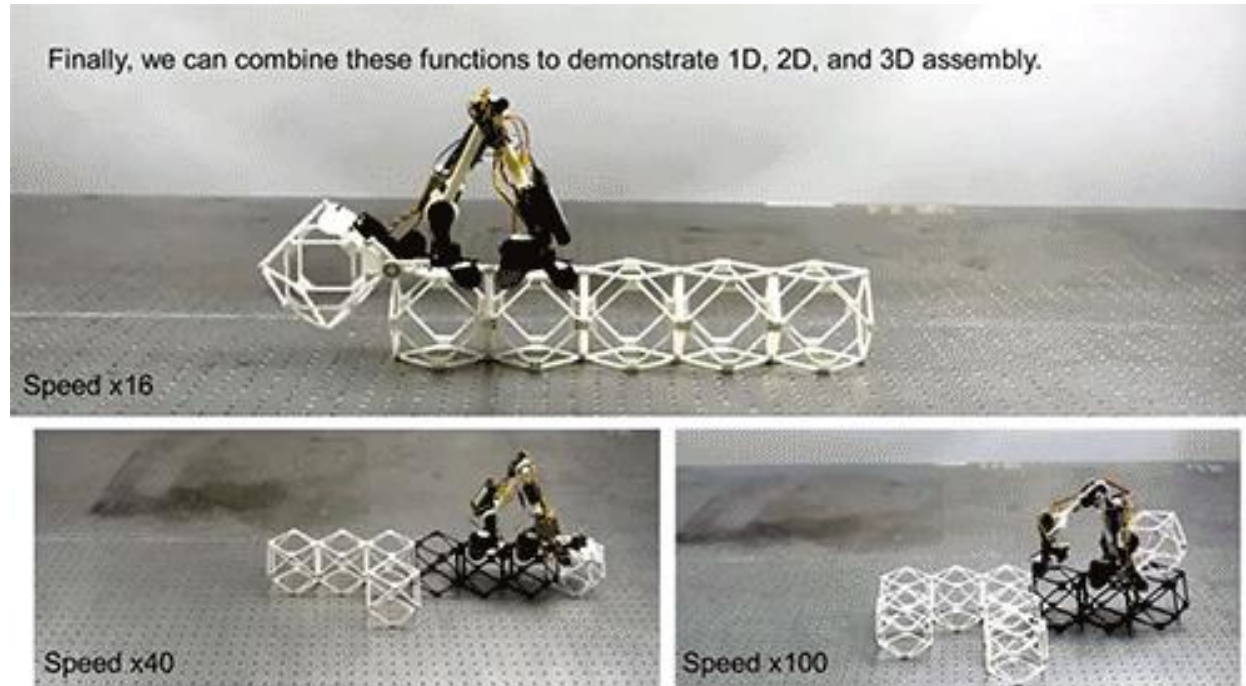 Finally, we can combine these functions to demonstrate 1D, 2D, and 3D assembly.
Speed x16
Speed x40
Speed x100